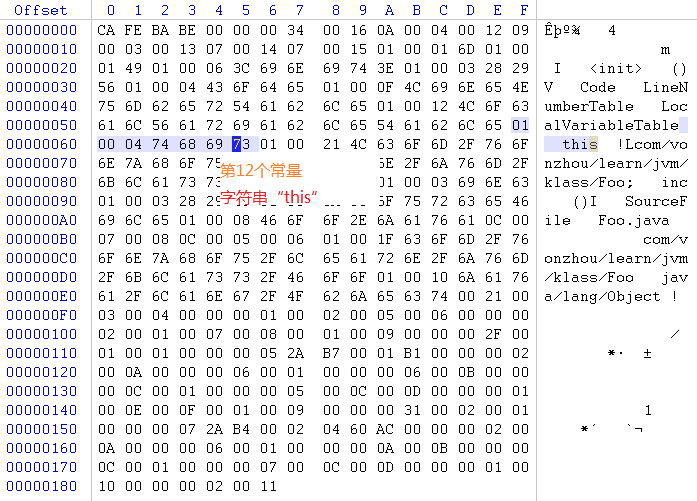 Offset 0 1 2 3 4 5 6 7 8 9 A B C D E F
00000000 CA FE BA BE 00 00 00 34 00 16 0A 00 04 00 12 09 Êþº¾ 4
00000010 00 03 00 13 07 00 14 07 00 15 01 00 01 6D 01 00 m
00000020 01 49 01 00 06 3C 69 6E 69 74 3E 01 00 03 28 29 I <init> ()
00000030 56 01 00 04 43 6F 64 65 01 00 0F 4C 69 6E 65 4E V Code LineN
00000040 75 6D 62 65 72 54 61 62 6C 65 01 00 12 4C 6F 63 umberTable Loc
00000050 61 6C 56 61 72 69 61 62 6C 65 54 61 62 6C 65 01 alVariableTable
00000060 00 04 74 68 69 73 01 00 21 4C 63 6F 6D 2F 76 6F this !Lcom/vo
00000070 6E 7A 68 6F 75 6E 2F 6A 76 6D 2F nzhou/learn/jvm/
第12个常量
00000080 6B 6C 61 73 73 01 00 03 69 6E 63 klass/Foo; inc
字符串“this”
00000090 01 00 03 28 29 6F 75 72 63 65 46 ()I SourceF
000000A0 69 6C 65 01 00 08 46 6F 6F 2E 6A 61 76 61 0C 00 ile Foo.java
000000B0 07 00 08 0C 00 05 00 06 01 00 1F 63 6F 6D 2F 76 com/v
000000C0 6F 6E 7A 68 6F 75 2F 6C 65 61 72 6E 2F 6A 76 6D onzhou/learn/jvm
000000D0 2F 6B 6C 61 73 73 2F 46 6F 6F 01 00 10 6A 61 76 /klass/Foo jav
000000E0 61 2F 6C 61 6E 67 2F 4F 62 6A 65 63 74 00 21 00 a/lang/Object !
000000F0 03 00 04 00 00 00 01 00 02 00 05 00 06 00 00 00
00000100 02 00 01 00 07 00 08 00 01 00 09 00 00 00 2F 00 /
00000110 01 00 01 00 00 00 05 2A B7 00 01 B1 00 00 00 02 *· ±
00000120 00 0A 00 00 00 06 00 01 00 00 00 06 00 0B 00 00
00000130 00 0C 00 01 00 00 00 05 00 0C 00 0D 00 00 00 01
00000140 00 0E 00 0F 00 01 00 09 00 00 00 31 00 02 00 01 1
00000150 00 00 00 07 2A B4 00 02 04 60 AC 00 00 00 02 00 *´ `¬
00000160 0A 00 00 00 06 00 01 00 00 00 0A 00 0B 00 00 00
00000170 0C 00 01 00 00 00 07 00 0C 00 0D 00 00 00 01 00
00000180 10 00 00 00 02 00 11